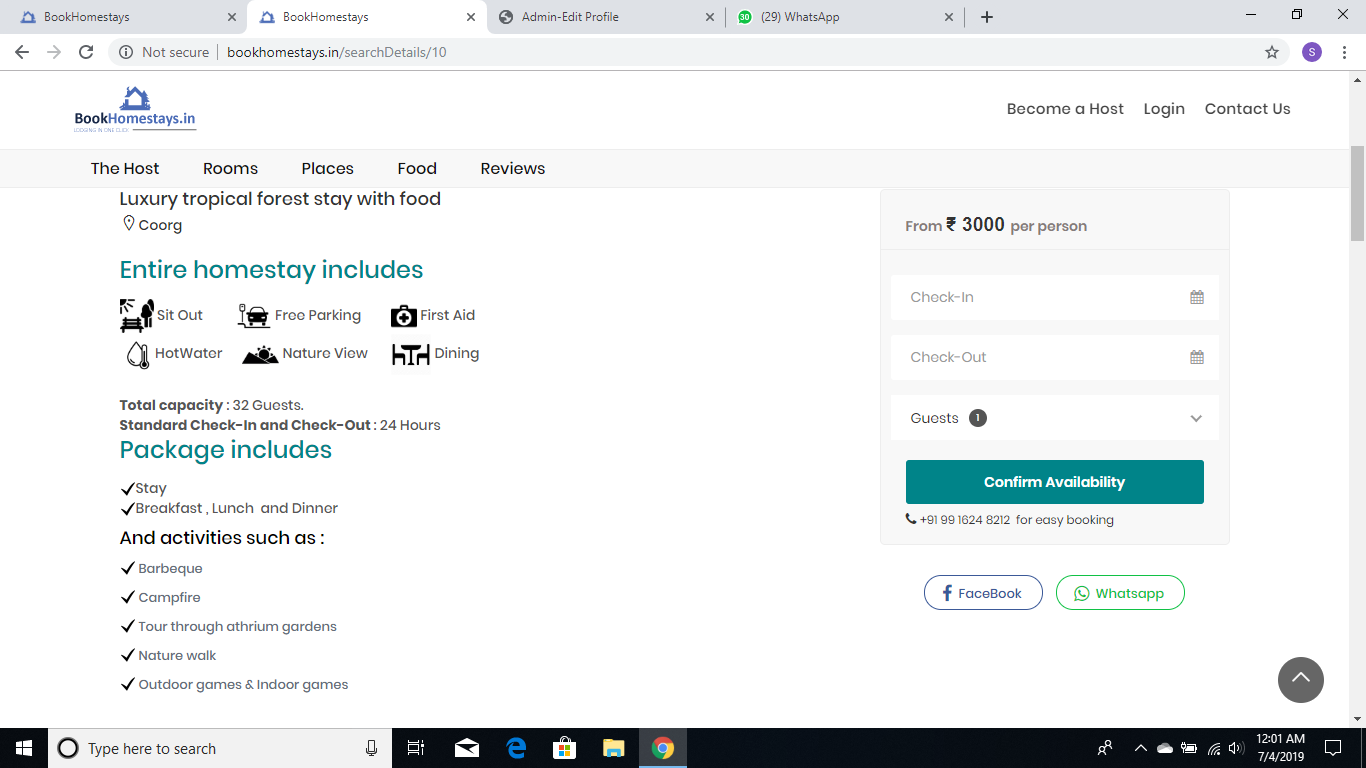 BookHomestays
BookHomestays
Admin-Edit Profile
30
(29) WhatsApp
Not secure
bookhomestays.in/searchDetails/10
S
BookHomestays.in
LODGING IN ONE CLICK
Become a Host
Login
Contact Us
The Host
Rooms
Places
Food
Reviews
Luxury tropical forest stay with food
Coorg
Entire homestay includes
Sit Out
Free Parking
First Aid
HotWater
Nature View
Dining
Total capacity : 32 Guests.
Standard Check-In and Check-Out : 24 Hours
Package includes
Stay
Breakfast , Lunch and Dinner
And activities such as :
Barbeque
Campfire
Tour through athrium gardens
Nature walk
Outdoor games & Indoor games
From ₹ 3000 per person
Check-In
Check-Out
Guests 1
Confirm Availability
+91 99 1624 8212 for easy booking
FaceBook
Whatsapp
Type here to search
12:01 AM
7/4/2019